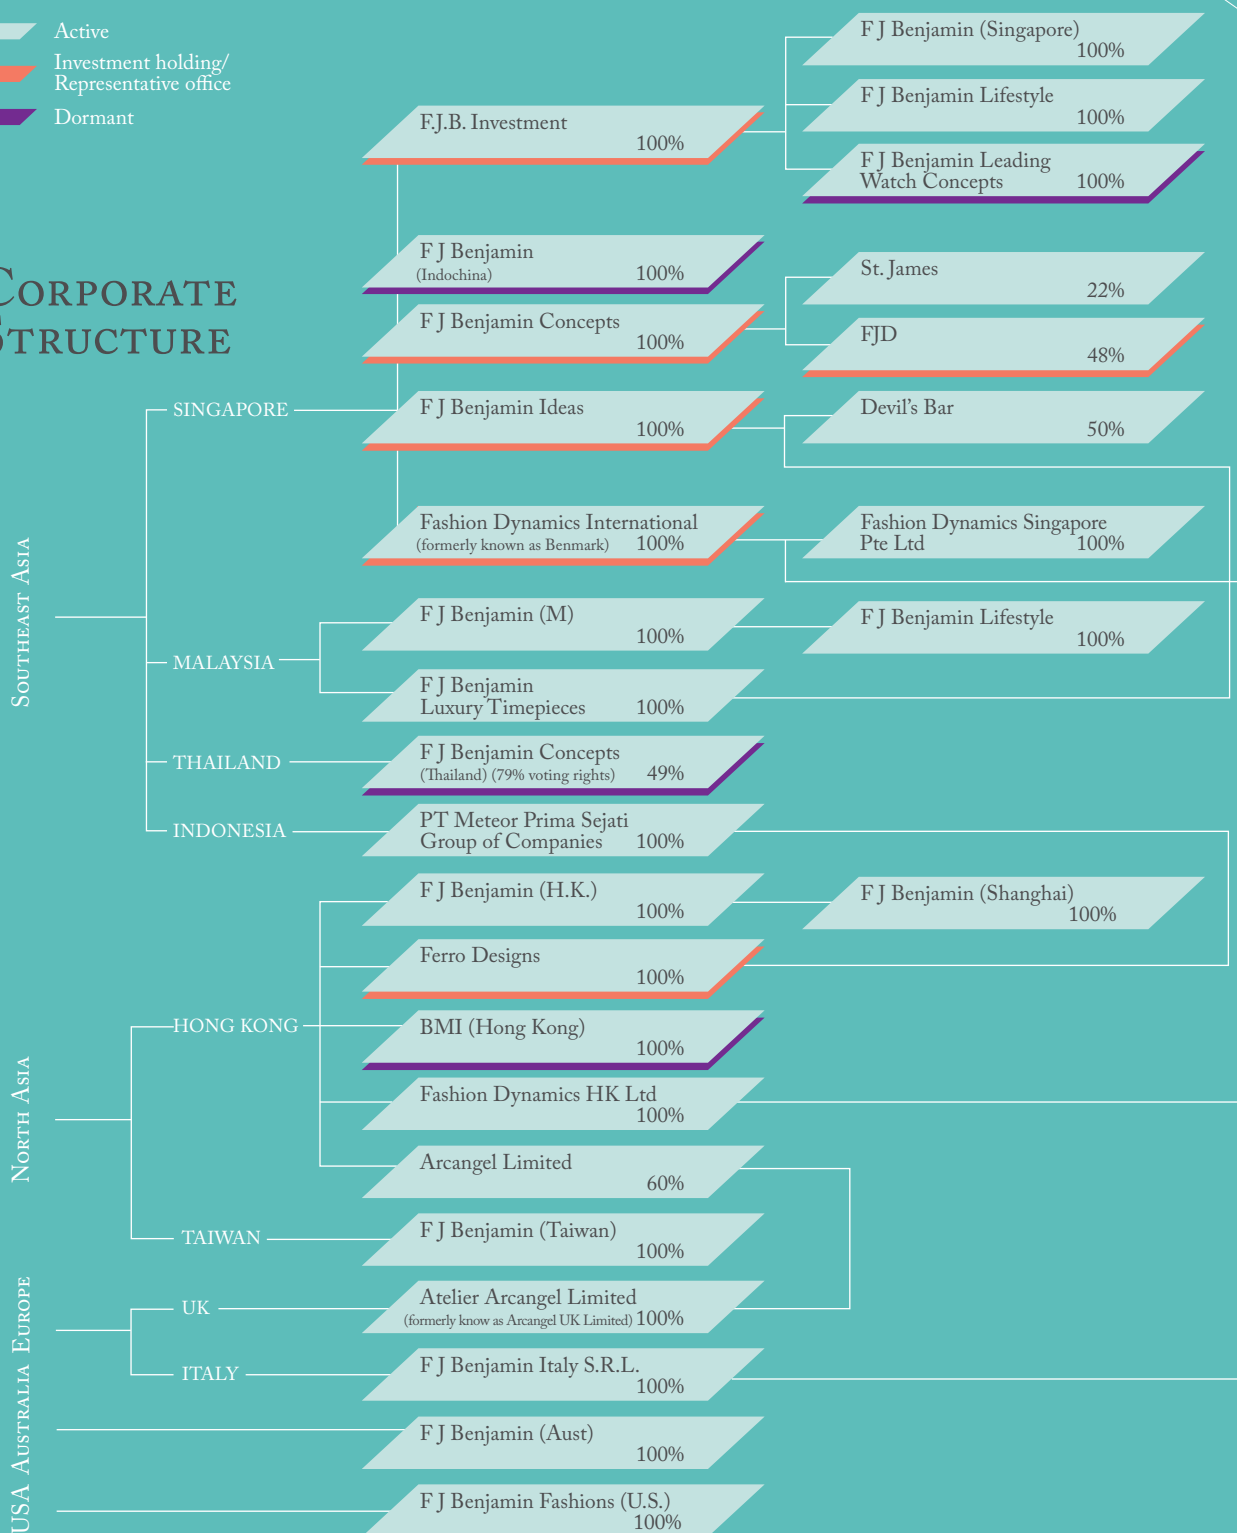 Active
Investment holding/
Representative office
Dormant
CORPORATE
STRUCTURE
SOUTHEAST ASIA
SINGAPORE
F.J.B. Investment
100%
F J Benjamin (Singapore)
100%
F J Benjamin Lifestyle
100%
F J Benjamin Leading
Watch Concepts 100%
F J Benjamin
(Indochina) 100%
F J Benjamin Concepts
100%
St. James
22%
FJD
48%
F J Benjamin Ideas
100%
Devil's Bar
50%
Fashion Dynamics International
(formerly known as Benmark) 100%
Fashion Dynamics Singapore
Pte Ltd 100%
MALAYSIA
F J Benjamin (M)
100%
F J Benjamin Lifestyle
100%
F J Benjamin
Luxury Timepieces 100%
THAILAND
F J Benjamin Concepts
(Thailand) (79% voting rights) 49%
INDONESIA
PT Meteor Prima Sejati
Group of Companies 100%
NORTH ASIA
HONG KONG
F J Benjamin (H.K.)
100%
F J Benjamin (Shanghai)
100%
Ferro Designs
100%
BMI (Hong Kong)
100%
Fashion Dynamics HK Ltd
100%
Arcangel Limited
60%
TAIWAN
F J Benjamin (Taiwan)
100%
EUROPE
UK
Atelier Arcangel Limited
(formerly know as Arcangel UK Limited) 100%
ITALY
F J Benjamin Italy S.R.L.
100%
AUSTRALIA
F J Benjamin (Aust)
100%
USA
F J Benjamin Fashions (U.S.)
100%